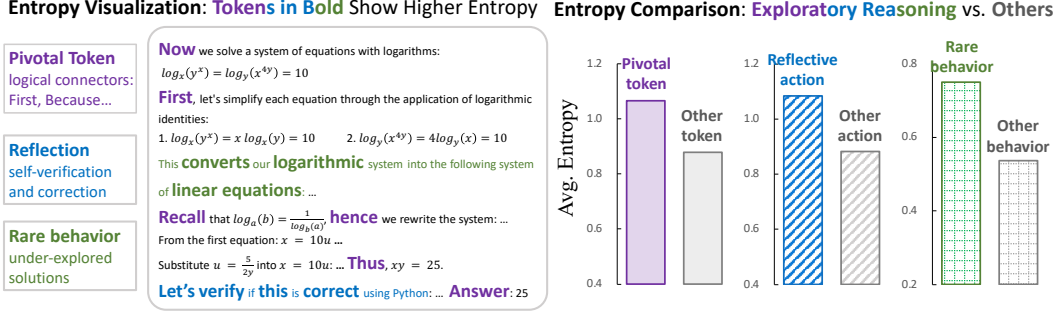 Entropy Visualization: Tokens in Bold Show Higher Entropy
Pivotal Token
logical connectors:
First, Because...
Reflection
self-verification
and correction
Rare behavior
under-explored
solutions
Now we solve a system of equations with logarithms:
log_x(y^x) = log_y(x^{4y}) = 10
First, let's simplify each equation through the application of logarithmic
identities:
1. log_x(y^x) = x log_x(y) = 10 2. log_y(x^{4y}) = 4log_y(x) = 10
This converts our logarithmic system into the following system
of linear equations: ...
Recall that log_a(b) = 1/log_b(a), hence we rewrite the system: ...
From the first equation: x = 10u ...
Substitute u = 5/2y into x = 10u: ... Thus, xy = 25.
Let's verify if this is correct using Python: ... Answer: 25
Entropy Comparison: Exploratory Reasoning vs. Others
Avg. Entropy
1.2
1.0
0.8
0.6
0.4
Pivotal
token
Other
token
1.2
1.0
0.8
0.6
0.4
Reflective
action
Other
action
0.8
0.6
0.4
0.2
Rare
behavior
Other
behavior